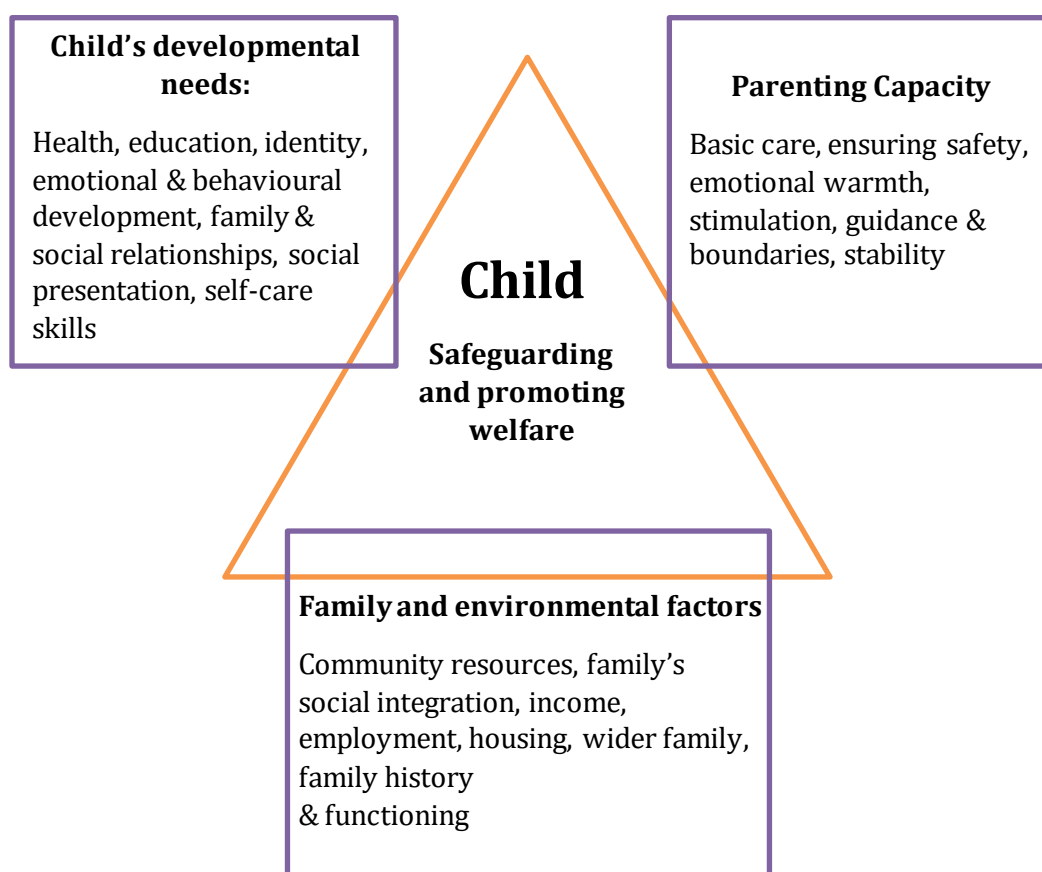 Child’s developmental
needs:
Health, education, identity,
emotional & behavioural
development, family &
social relationships, social
presentation, self-care
skills
Parenting Capacity
Basic care, ensuring safety,
emotional warmth,
stimulation, guidance &
boundaries, stability
Child
Safeguarding
and promoting
welfare
Family and environmental factors
Community resources, family’s
social integration, income,
employment, housing, wider family,
family history
& functioning